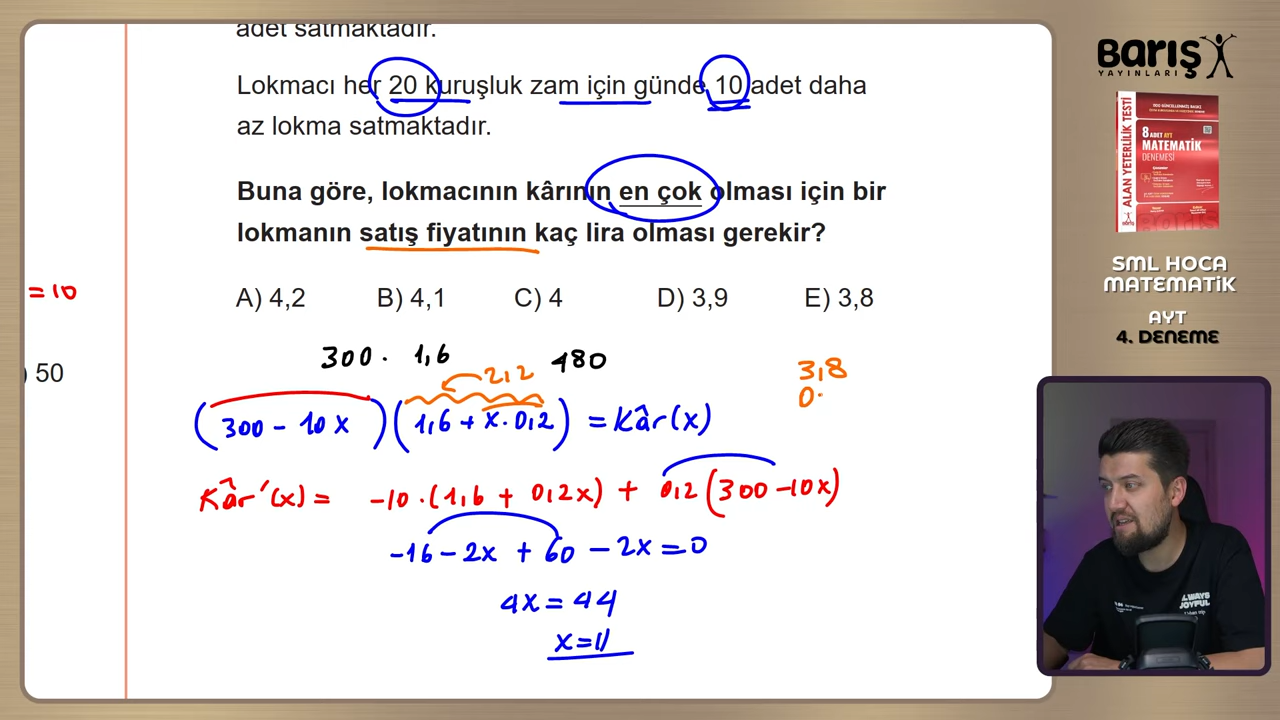 adet satmaktadır.
Lokmacı her 20 kuruşluk zam için günde 10 adet daha
az lokma satmaktadır.
Buna göre, lokmacının kârının en çok olması için bir
lokmanın satış fiyatının kaç lira olması gerekir?
A) 4,2 B) 4,1 C) 4 D) 3,9 E) 3,8
= 10
) 50
300 · 1,6 480
2,2
3,8
0·
(300 - 10x)(1,6 + x·0,2) = Kâr(x)
Kâr'(x) = -10·(1,6 + 0,2x) + 0,2(300 - 10x)
-16 - 2x + 60 - 2x = 0
4x = 44
x = 11
BARIŞ
YAYINLARI
ALAN YETERLİLİK TESTİ
8 ADET AYT
MATEMATİK
DENEMESİ
BARIŞ
SML HOCA
MATEMATİK
AYT
4. DENEME
ALWAYS
JOYFUL